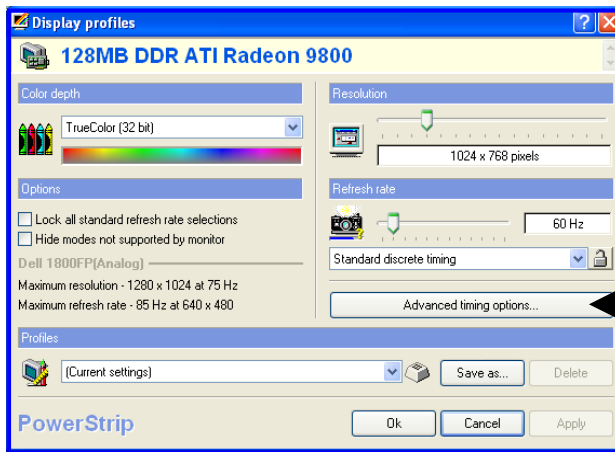 Display profiles
128MB DDR ATI Radeon 9800
Color depth
TrueColor (32 bit)
Resolution
1024 x 768 pixels
Options
Lock all standard refresh rate selections
Hide modes not supported by monitor
Dell 1800FP(Analog)
Maximum resolution - 1280 x 1024 at 75 Hz
Maximum refresh rate - 85 Hz at 640 x 480
Refresh rate
60 Hz
Standard discrete timing
Advanced timing options...
Profiles
(Current settings)
Save as...
Delete
PowerStrip
Ok
Cancel
Apply